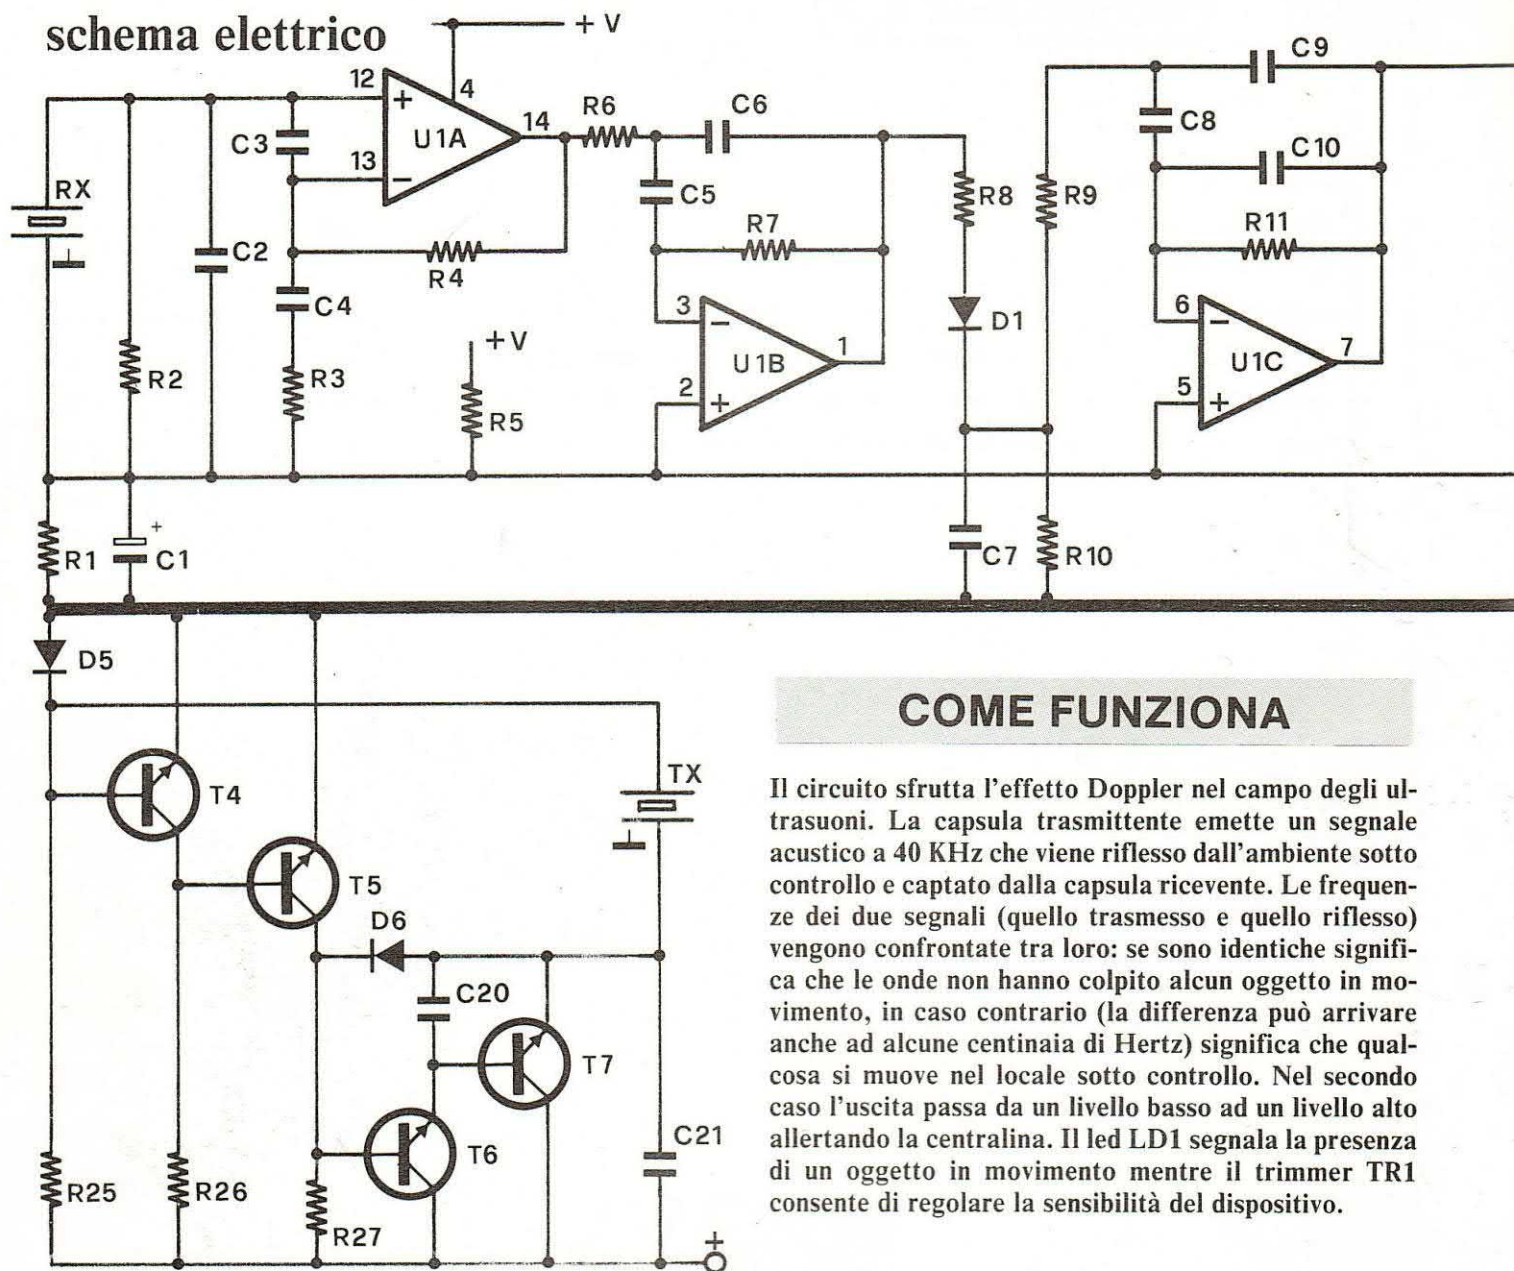 schema elettrico
+ V
C9
12
+
4
U1A
14
R6
C6
C8
C3
13
−
C10
RX
C5
R8
R9
R7
R11
C2
R4
C4
3
−
D1
6
−
+V
U1B
1
U1C
7
R2
R3
R5
2
+
5
+
R1
+
C1
C7
R10
D5
COME FUNZIONA
T4
TX
Il circuito sfrutta l'effetto Doppler nel campo degli ul-
trasuoni. La capsula trasmittente emette un segnale
acustico a 40 KHz che viene riflesso dall'ambiente sotto
controllo e captato dalla capsula ricevente. Le frequen-
ze dei due segnali (quello trasmesso e quello riflesso)
vengono confrontate tra loro: se sono identiche signifi-
ca che le onde non hanno colpito alcun oggetto in mo-
vimento, in caso contrario (la differenza può arrivare
anche ad alcune centinaia di Hertz) significa che qual-
cosa si muove nel locale sotto controllo. Nel secondo
caso l'uscita passa da un livello basso ad un livello alto
allertando la centralina. Il led LD1 segnala la presenza
di un oggetto in movimento mentre il trimmer TR1
consente di regolare la sensibilità del dispositivo.
T5
D6
C20
T7
T6
C21
R25
R26
R27
+